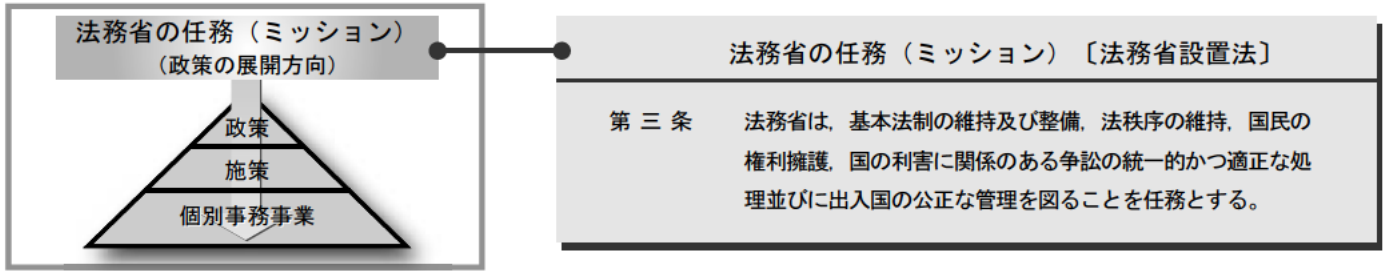 法務省の任務（ミッション）
（政策の展開方向）
政策
施策
個別事務事業
法務省の任務（ミッション）〔法務省設置法〕
第三条 法務省は，基本法制の維持及び整備，法秩序の維持，国民の
権利擁護，国の利害に関係のある争訟の統一的かつ適正な処
理並びに出入国の公正な管理を図ることを任務とする。